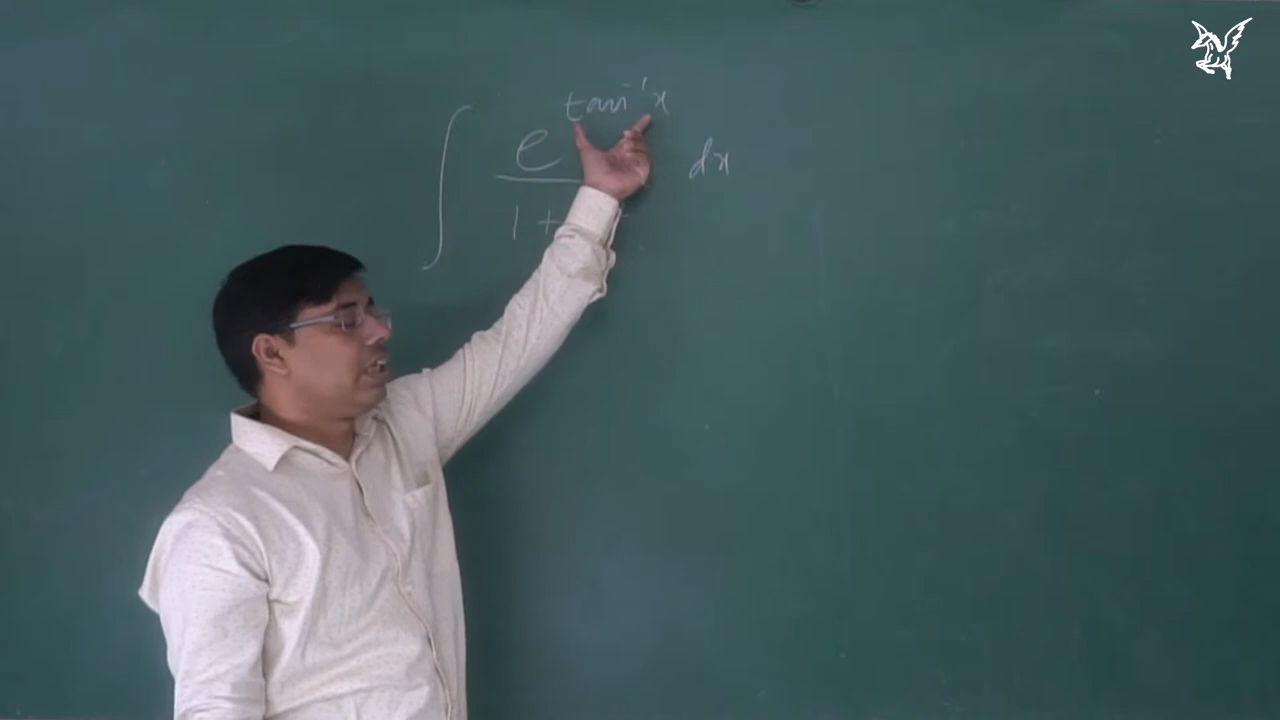 ∫ e^{tan⁻¹x} dx
1 +